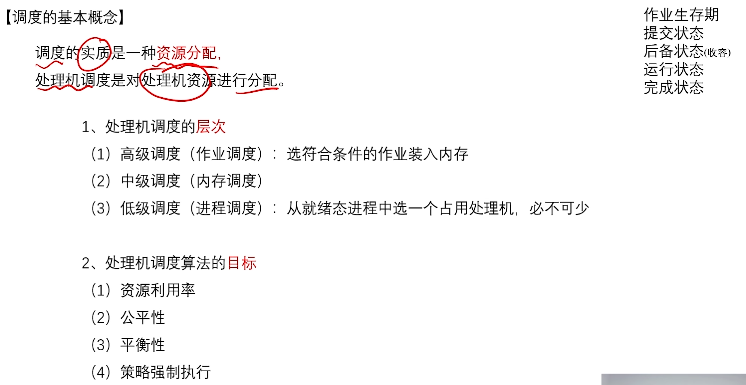 【调度的基本概念】
调度的实质是一种资源分配，
处理机调度是对处理机资源进行分配。
1、处理机调度的层次
（1）高级调度（作业调度）：选符合条件的作业装入内存
（2）中级调度（内存调度）
（3）低级调度（进程调度）：从就绪态进程中选一个占用处理机，必不可少
2、处理机调度算法的目标
（1）资源利用率
（2）公平性
（3）平衡性
（4）策略强制执行
作业生存期
提交状态
后备状态(收容)
运行状态
完成状态